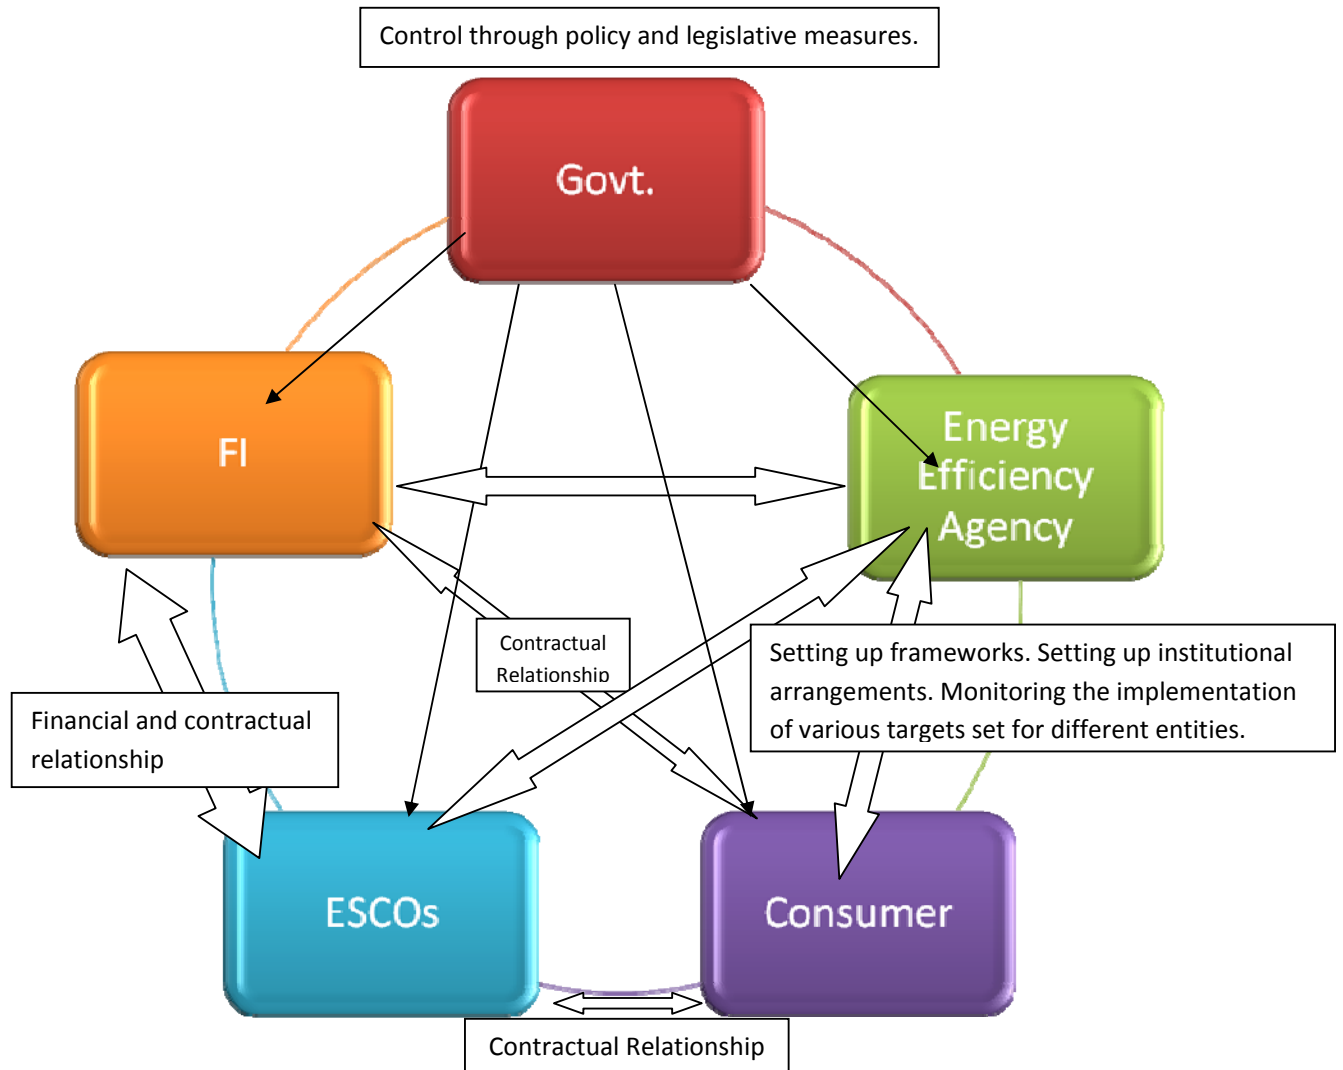 Control through policy and legislative measures.
Govt.
FI
Energy
Efficiency
Agency
Contractual
Relationship
Setting up frameworks. Setting up institutional
arrangements. Monitoring the implementation
of various targets set for different entities.
Financial and contractual
relationship
ESCOs
Consumer
Contractual Relationship